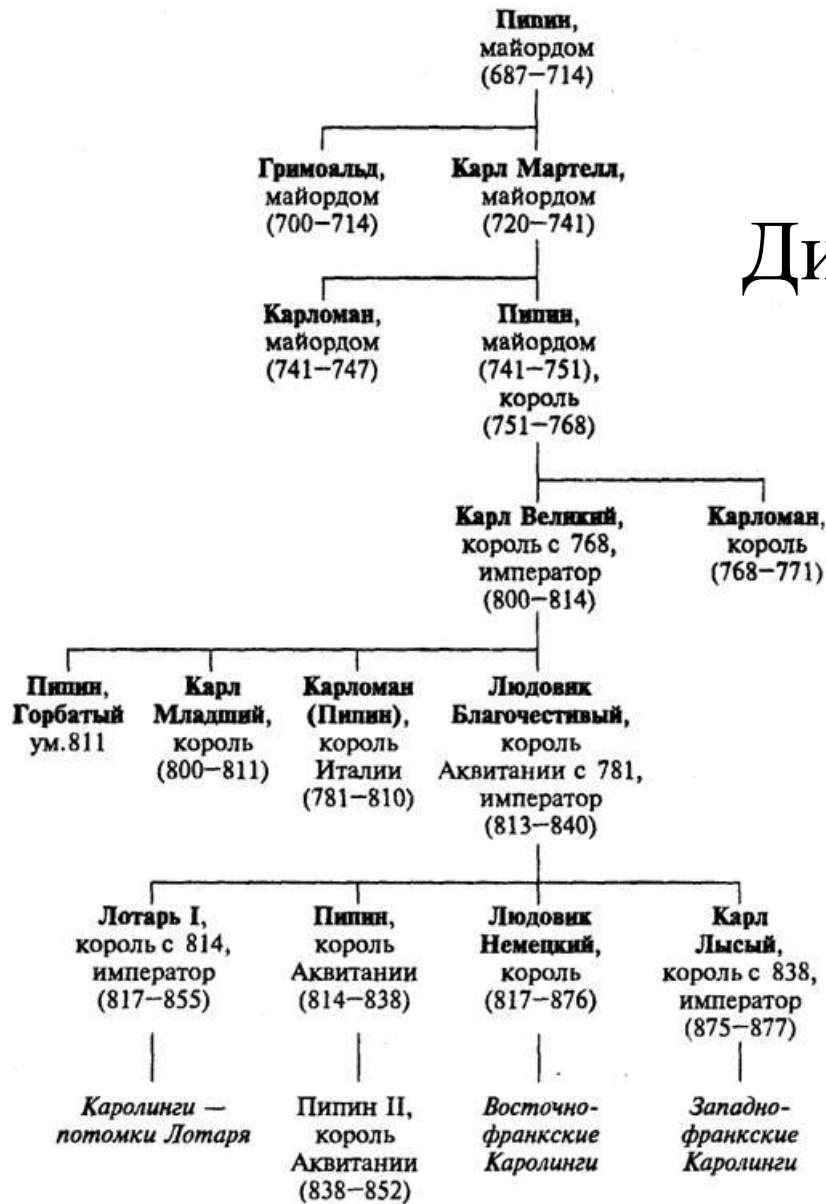 Пипин,
майордом
(687—714)
Гримоальд,
майордом
(700—714)
Карл Мартелл,
майордом
(720—741)
Ди
Карломан,
майордом
(741—747)
Пипин,
майордом
(741—751),
король
(751—768)
Карл Великий,
король с 768,
император
(800—814)
Карломан,
король
(768—771)
Пипин,
Горбатый
ум.811
Карл
Младший,
король
(800—811)
Карломан
(Пипин),
король
Италии
(781—810)
Людовик
Благочестивый,
король
Аквитании с 781,
император
(813—840)
Лотарь I,
король с 814,
император
(817—855)
Пипин,
король
Аквитании
(814—838)
Людовик
Немецкий,
король
(817—876)
Карл
Лысый,
король с 838,
император
(875—877)
Каролинги —
потомки Лотаря
Пипин II,
король
Аквитании
(838—852)
Восточно-
франкские
Каролинги
Западно-
франкские
Каролинги